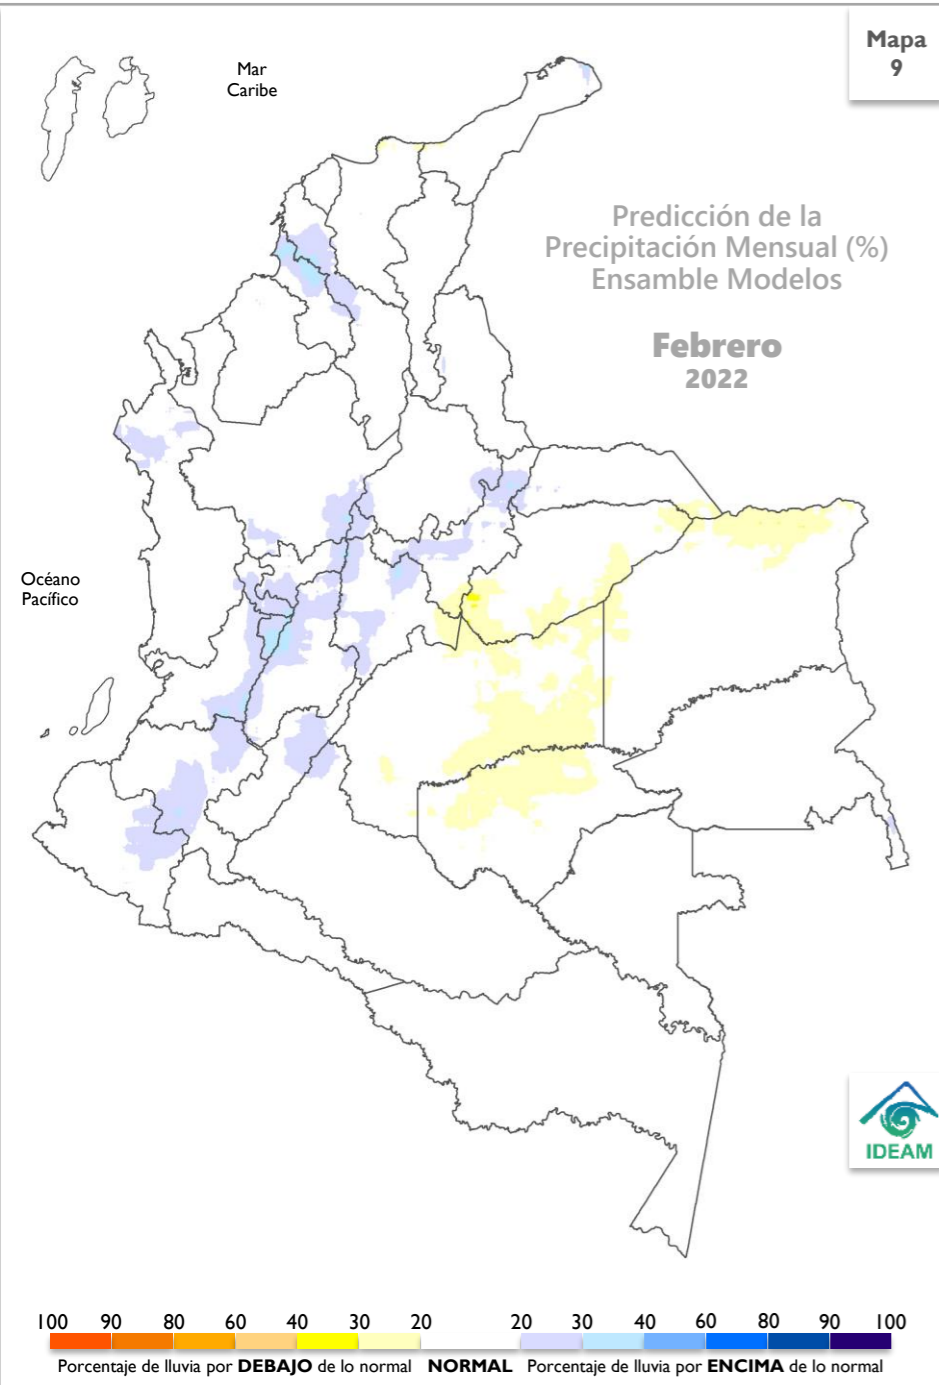 Mapa
9
Mar
Caribe
Predicción de la
Precipitación Mensual (%)
Ensamble Modelos
Febrero
2022
Océano
Pacífico
IDEAM
100 90 80 60 40 30 20 20 30 40 60 80 90 100
Porcentaje de lluvia por DEBAJO de lo normal NORMAL Porcentaje de lluvia por ENCIMA de lo normal